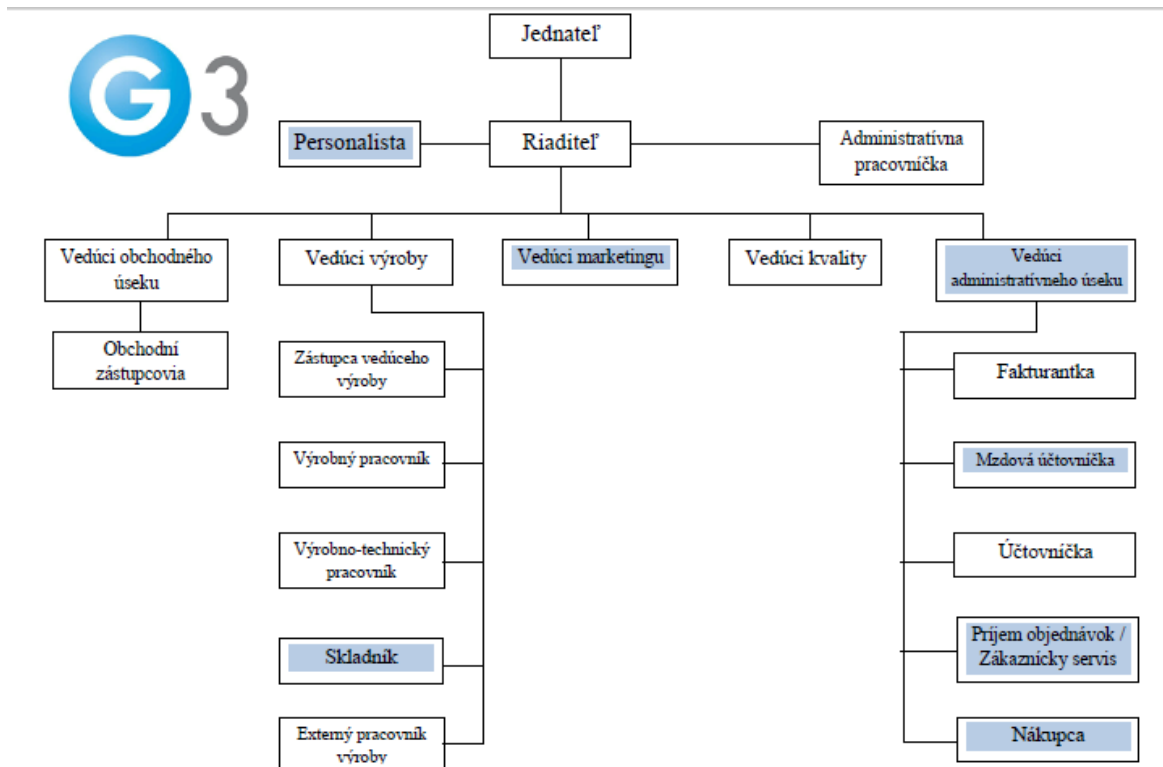 Jednateľ
G3
Personalista
Riaditeľ
Administratívna
pracovníčka
Vedúci obchodného
úseku
Vedúci výroby
Vedúci marketingu
Vedúci kvality
Vedúci
administratívneho úseku
Obchodní
zástupcovia
Zástupca vedúceho
výroby
Fakturantka
Výrobný pracovník
Mzdová účtovníčka
Výrobno-technický
pracovník
Účtovníčka
Skladník
Príjem objednávok /
Zákaznícky servis
Externý pracovník
výroby
Nákupca